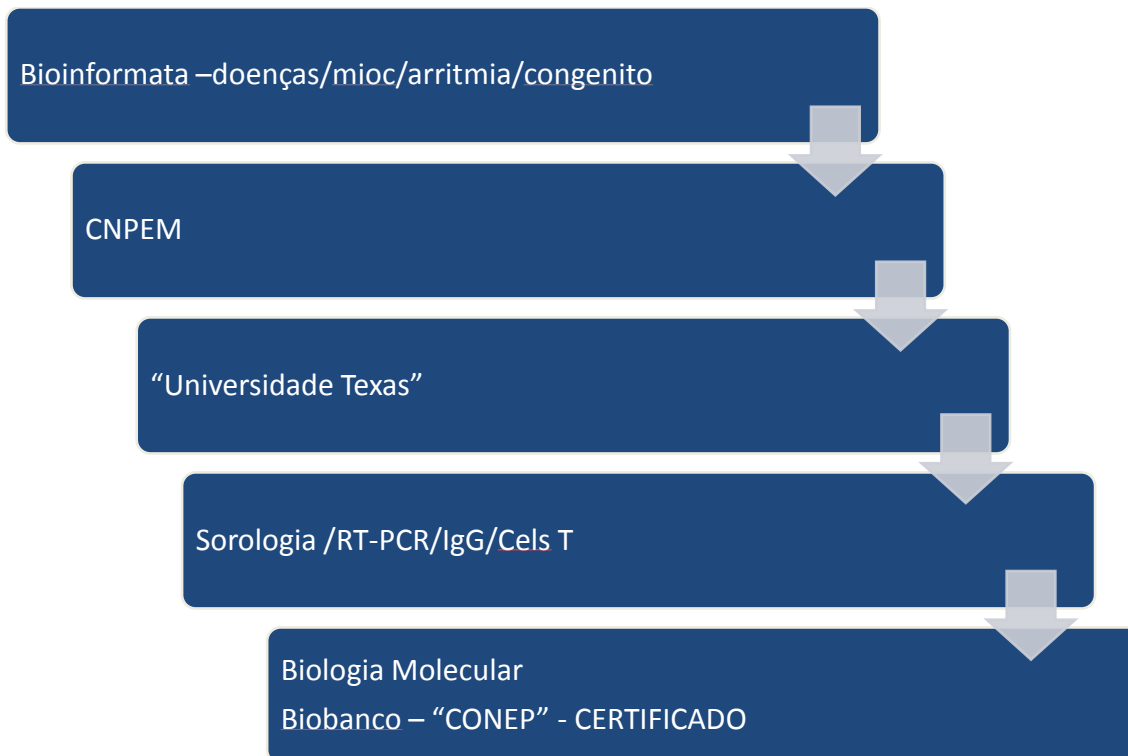 Bioinformata –doenças/mioc/arritmia/congenito
CNPEM
“Universidade Texas”
Sorologia /RT-PCR/IgG/Cels T
Biologia Molecular
Biobanco – “CONEP” - CERTIFICADO